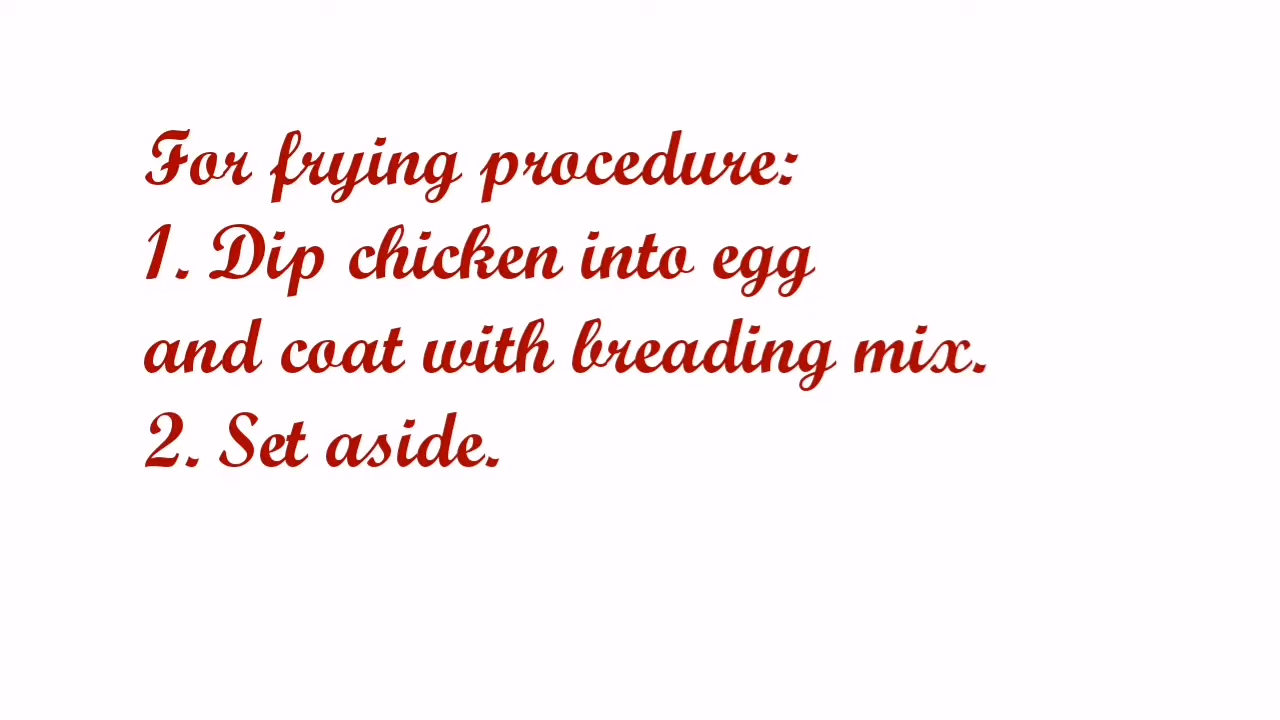 For frying procedure:
1. Dip chicken into egg
and coat with breading mix.
2. Set aside.